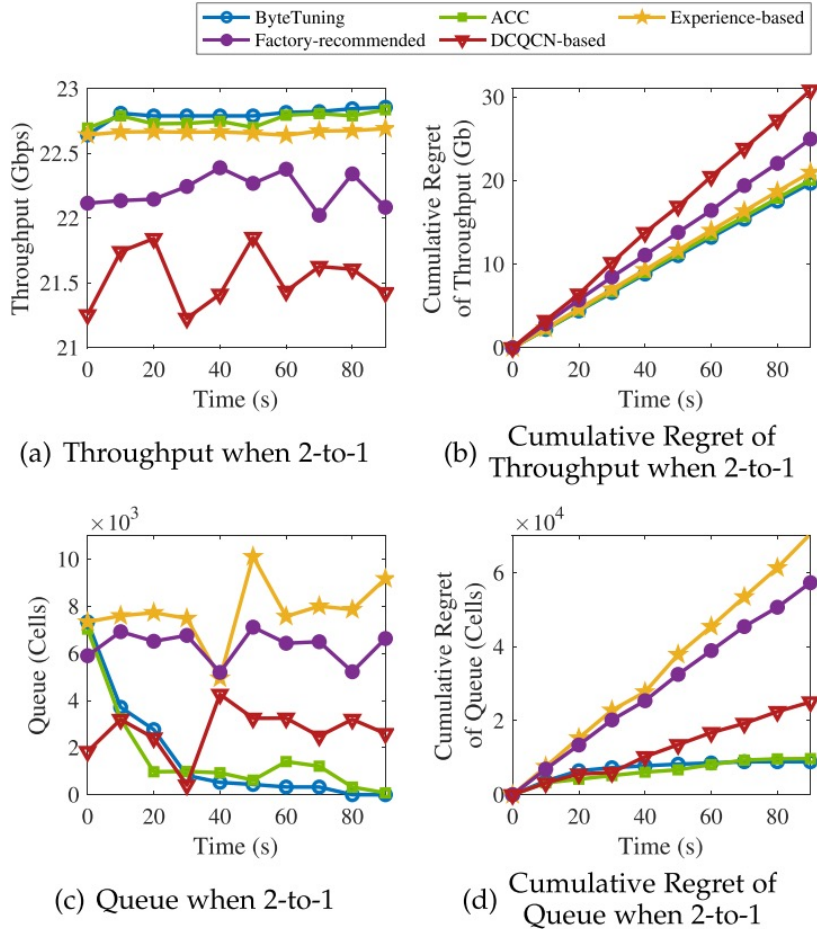 ByteTuning ACC Experience-based
Factory-recommended DCQCN-based
23
22.5
22
21.5
21
Throughput (Gbps)
0 20 40 60 80
Time (s)
(a) Throughput when 2-to-1
30
20
10
0
Cumulative Regret
of Throughput (Gb)
0 20 40 60 80
Time (s)
(b) Cumulative Regret of
Throughput when 2-to-1
×10³
10
8
6
4
2
0
Queue (Cells)
0 20 40 60 80
Time (s)
(c) Queue when 2-to-1
×10⁴
6
4
2
0
Cumulative Regret
of Queue (Cells)
0 20 40 60 80
Time (s)
(d) Cumulative Regret of
Queue when 2-to-1